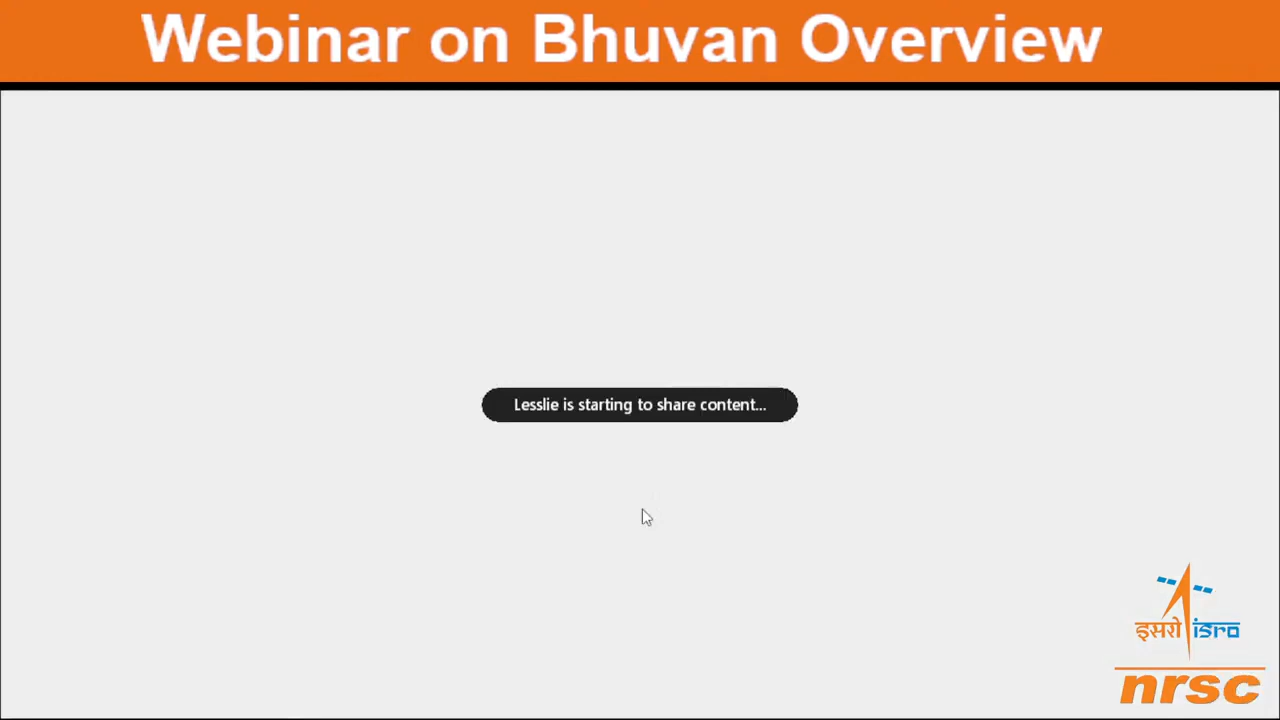 Webinar on Bhuvan Overview
Lesslie is starting to share content...
इसरो isro
nrsc